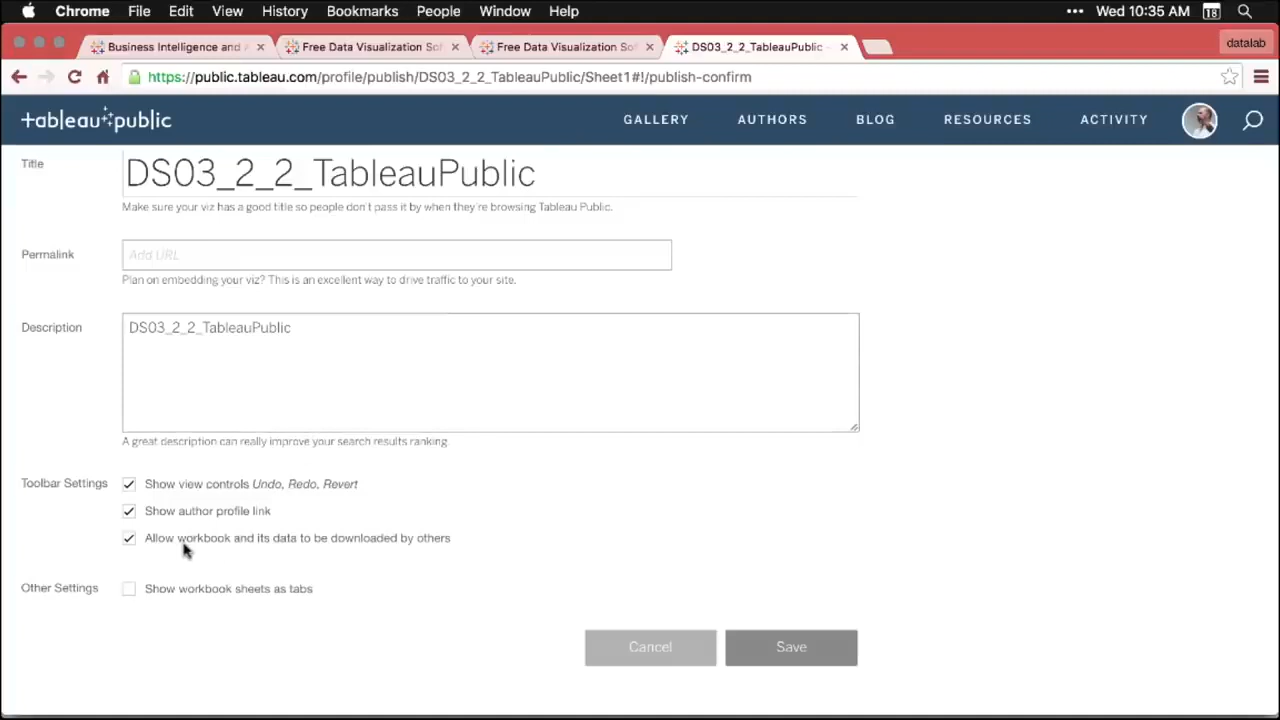 Chrome File Edit View History Bookmarks People Window Help ••• Wed 10:35 AM 18
Business Intelligence and A Free Data Visualization Sof Free Data Visualization Sof DS03_2_2_TableauPublic - datalab
https://public.tableau.com/profile/publish/DS03_2_2_TableauPublic/Sheet1#!/publish-confirm
+ableau public GALLERY AUTHORS BLOG RESOURCES ACTIVITY
Title DS03_2_2_TableauPublic
Make sure your viz has a good title so people don't pass it by when they're browsing Tableau Public.
Permalink Add URL
Plan on embedding your viz? This is an excellent way to drive traffic to your site.
Description DS03_2_2_TableauPublic
A great description can really improve your search results ranking.
Toolbar Settings Show view controls Undo, Redo, Revert
Show author profile link
Allow workbook and its data to be downloaded by others
Other Settings Show workbook sheets as tabs
Cancel Save